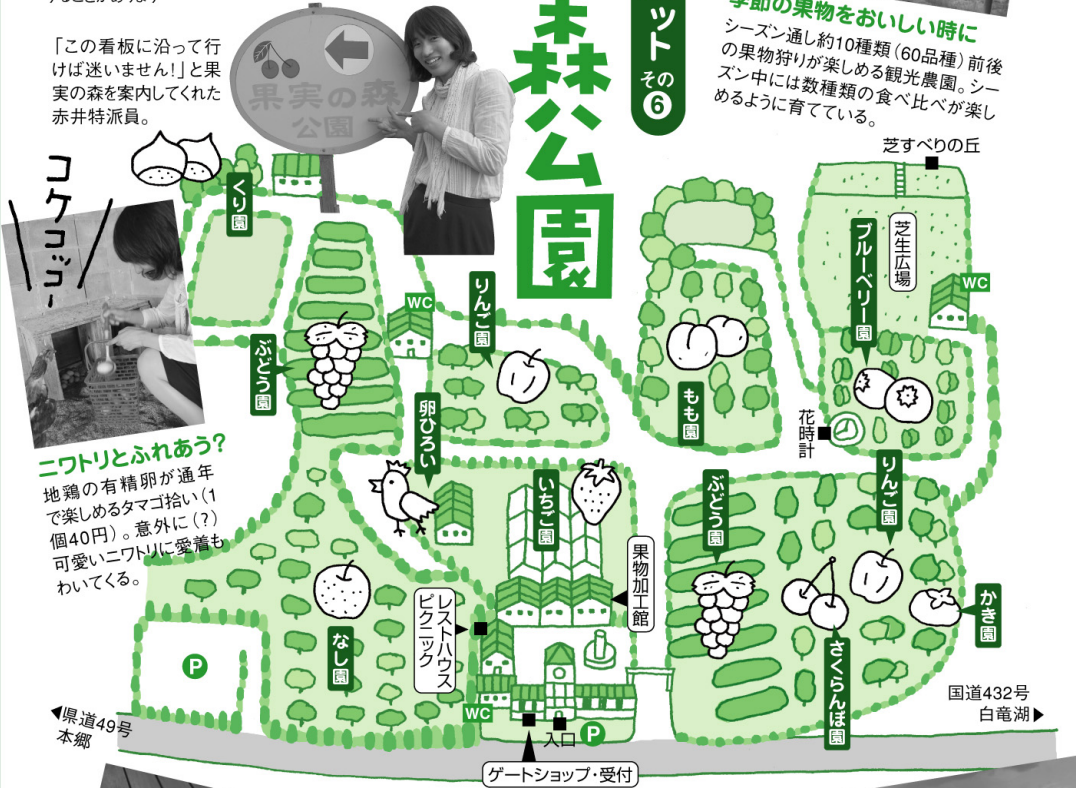 「この看板に沿って行
けば迷いません!」と果
実の森を案内してくれた
赤井特派員。
果実の森
公園
森林公園
ット
その
6
季節の果物をおいしい時に
シーズン通し約10種類(60品種)前後
の果物狩りが楽しめる観光農園。シー
ズン中には数種類の食べ比べが楽し
めるように育てている。
芝すべりの丘
芝生広場
ブルーベリー園
WC
花時計
くり園
コケコッコー
WC
りんご園
ぶどう園
もも園
卵ひろい
いちご園
ニワトリとふれあう?
地鶏の有精卵が通年
で楽しめるタマゴ拾い(1
個40円)。意外に(?)
可愛いニワトリに愛着も
わいてくる。
ぶどう園
りんご園
果物加工館
かき園
さくらんぼ園
レストハウス
ピクニック
なし園
P
WC
入口
P
ゲートショップ・受付
◀県道49号
本郷
国道432号
白竜湖▶